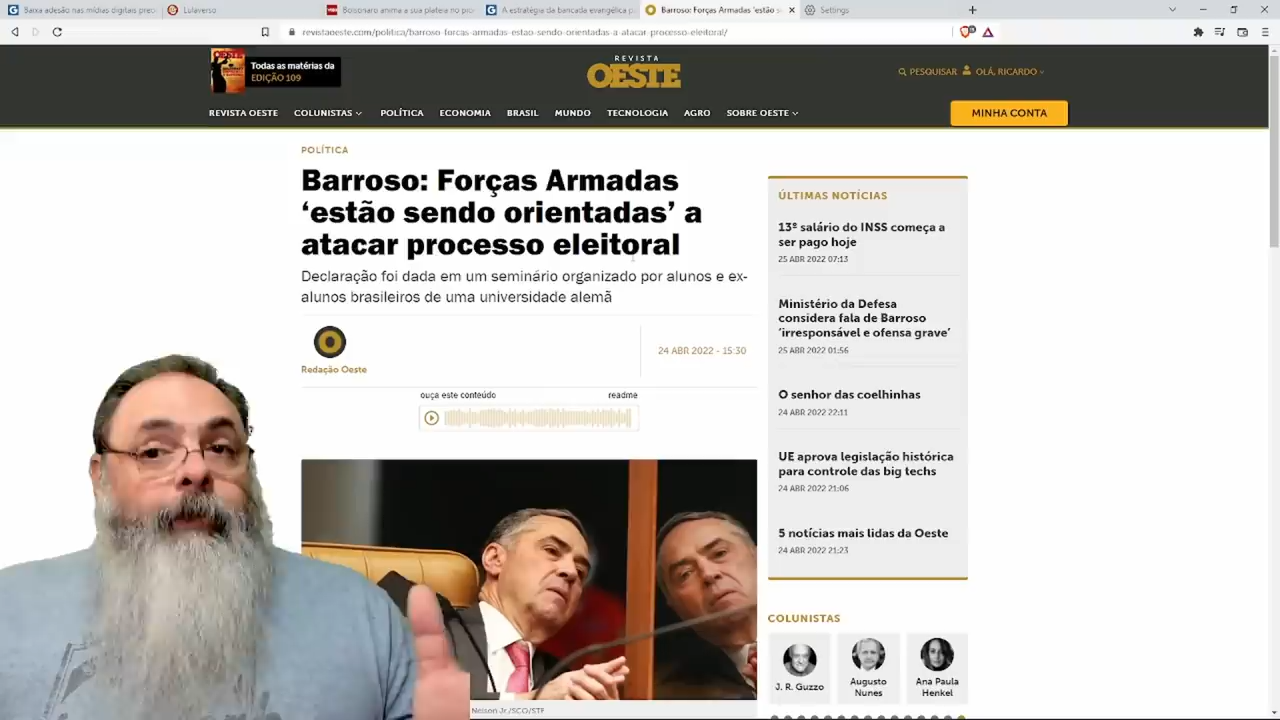 Baixa adesão nas mídias digitais preoc
Lulaverso
Bolsonaro anima a sua plateia no proces
A estratégia da bancada evangélica p
Barroso: Forças Armadas 'estão s
Settings
revistaoeste.com/politica/barroso-forcas-armadas-estao-sendo-orientadas-a-atacar-processo-eleitoral/
OESTE
Todas as matérias da
EDIÇÃO 109
REVISTA
OESTE
PESQUISAR
OLÁ, RICARDO
REVISTA OESTE
COLUNISTAS
POLÍTICA
ECONOMIA
BRASIL
MUNDO
TECNOLOGIA
AGRO
SOBRE OESTE
MINHA CONTA
POLÍTICA
Barroso: Forças Armadas
‘estão sendo orientadas’ a
atacar processo eleitoral
Declaração foi dada em um seminário organizado por alunos e ex-
alunos brasileiros de uma universidade alemã
Redação Oeste
24 ABR 2022 - 15:30
ouça este conteúdo
readme
Nelson Jr./SCO/STF
ÚLTIMAS NOTÍCIAS
13º salário do INSS começa a
ser pago hoje
25 ABR 2022 07:13
Ministério da Defesa
considera fala de Barroso
‘irresponsável e ofensa grave’
25 ABR 2022 01:56
O senhor das coelhinhas
24 ABR 2022 22:11
UE aprova legislação histórica
para controle das big techs
24 ABR 2022 21:06
5 notícias mais lidas da Oeste
24 ABR 2022 21:23
COLUNISTAS
J. R. Guzzo
Augusto
Nunes
Ana Paula
Henkel